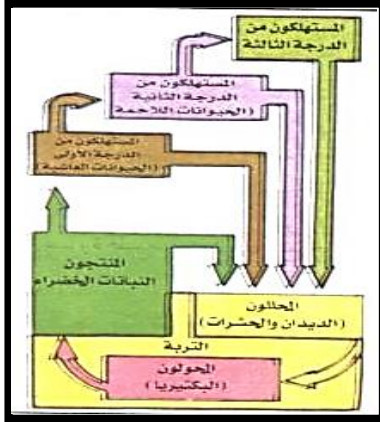 المستهلكون من
الدرجة الثالثة
المستهلكون من
الدرجة الثانية
(الحيوانات اللاحمة)
المستهلكون من
الدرجة الأولى
(الحيوانات العاشبة)
المنتجون
النباتات الخضراء
المحللون
(الديدان والحشرات)
التربة
المحولون
(البكتيريا)